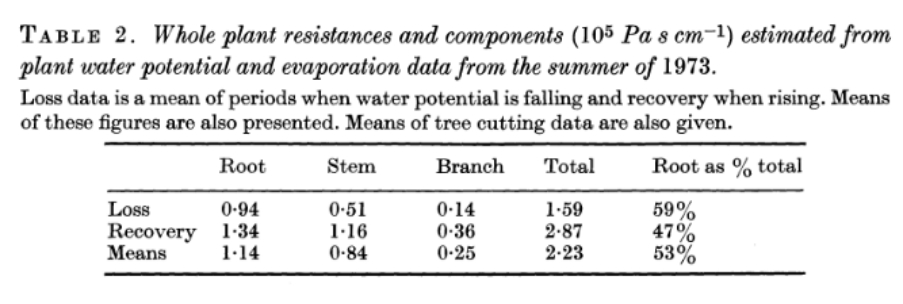 TABLE 2. Whole plant resistances and components (10⁵ Pa s cm⁻¹) estimated from
plant water potential and evaporation data from the summer of 1973.
Loss data is a mean of periods when water potential is falling and recovery when rising. Means
of these figures are also presented. Means of tree cutting data are also given.
Root Stem Branch Total Root as % total
Loss 0·94 0·51 0·14 1·59 59%
Recovery 1·34 1·16 0·36 2·87 47%
Means 1·14 0·84 0·25 2·23 53%